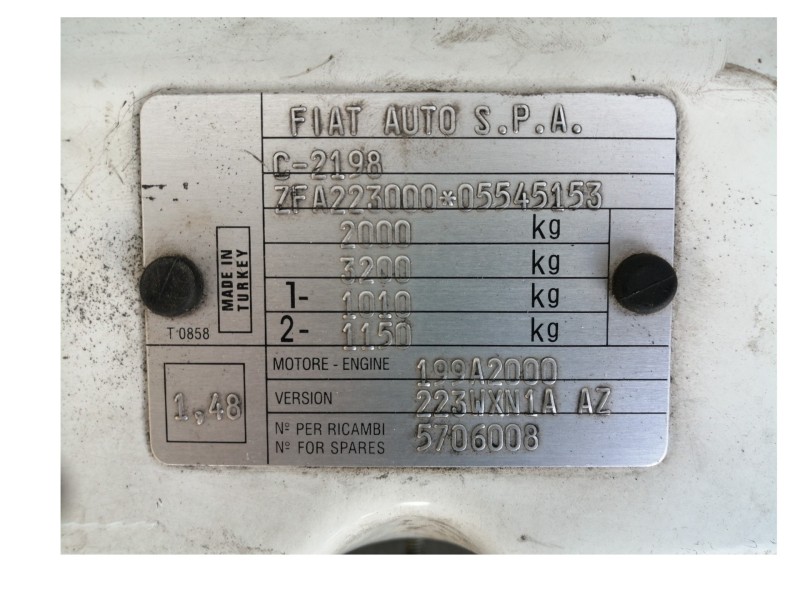 FIAT AUTO S.P.A.
C-2198
ZFA223000*05545153
2000 kg
3200 kg
1- 1010 kg
2- 1150 kg
MADE IN
TURKEY
T 0858
1,48
MOTORE - ENGINE 199A2000
VERSION 223WXN1A AZ
Nº PER RICAMBI
Nº FOR SPARES 5706008